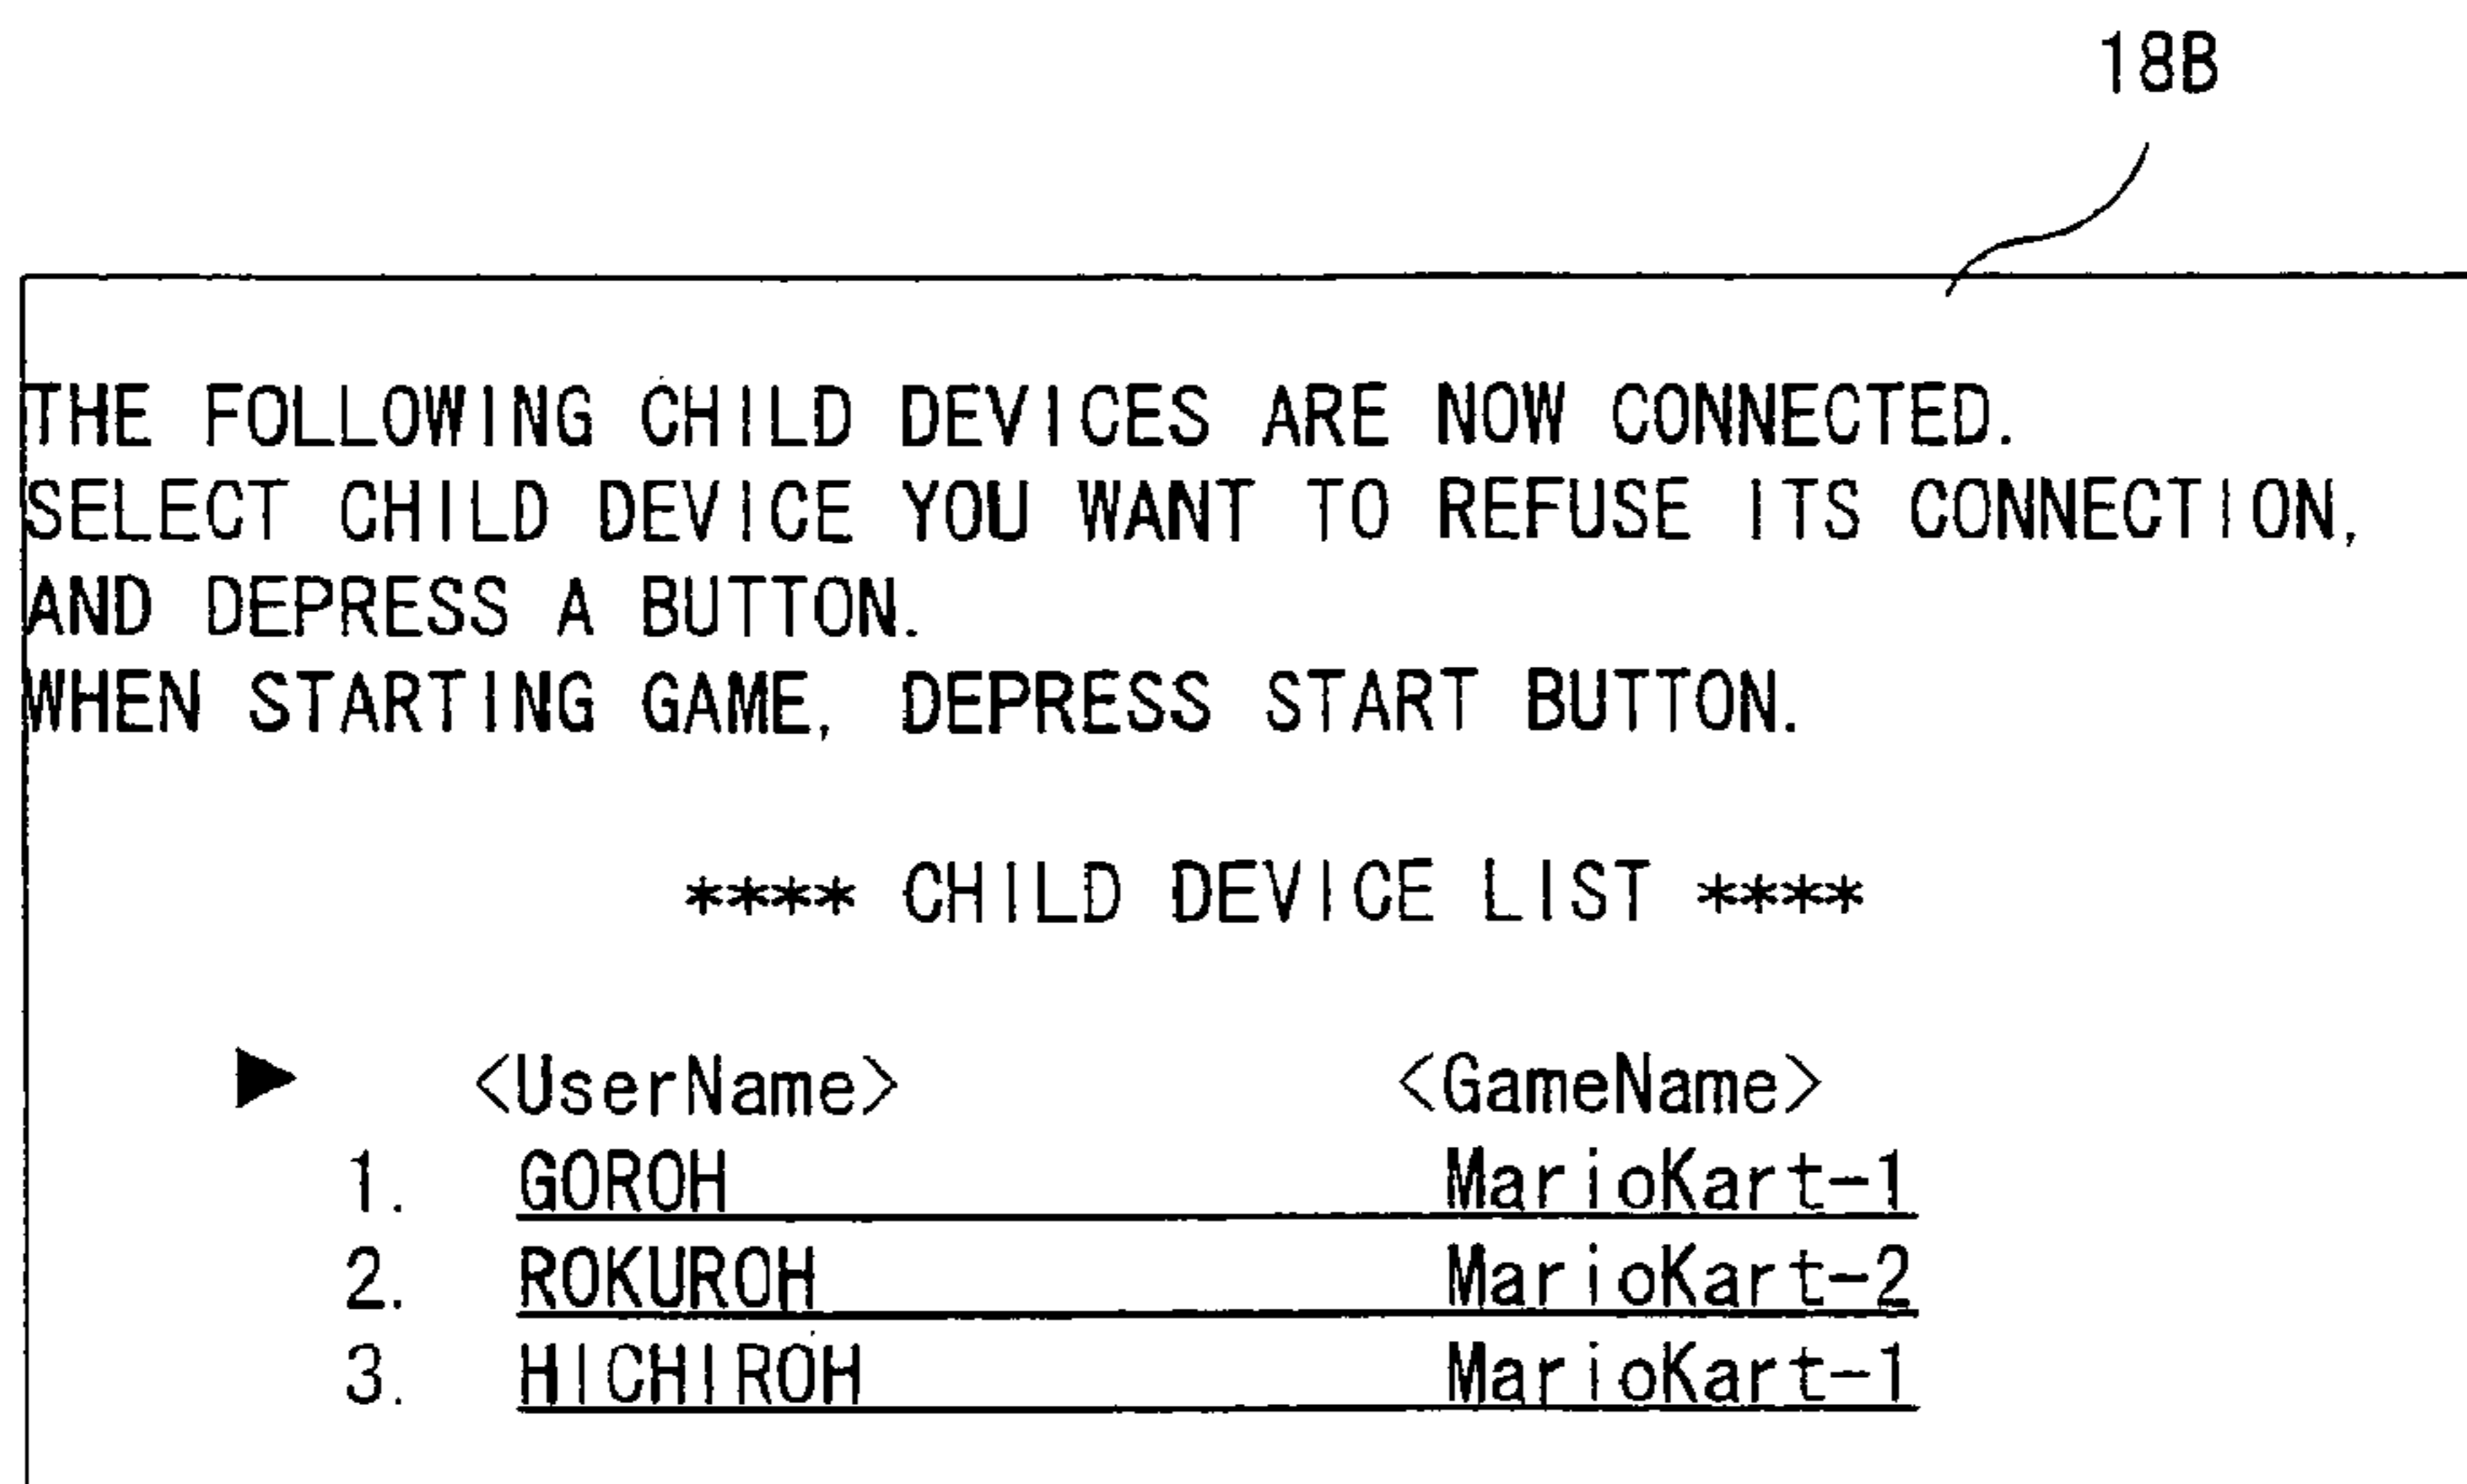 18B
THE FOLLOWING CHILD DEVICES ARE NOW CONNECTED.
SELECT CHILD DEVICE YOU WANT TO REFUSE ITS CONNECTION,
AND DEPRESS A BUTTON.
WHEN STARTING GAME, DEPRESS START BUTTON.
**** CHILD DEVICE LIST ****
<UserName> <GameName>
1. GOROH MarioKart-1
2. ROKUROH MarioKart-2
3. HICHIROH MarioKart-1